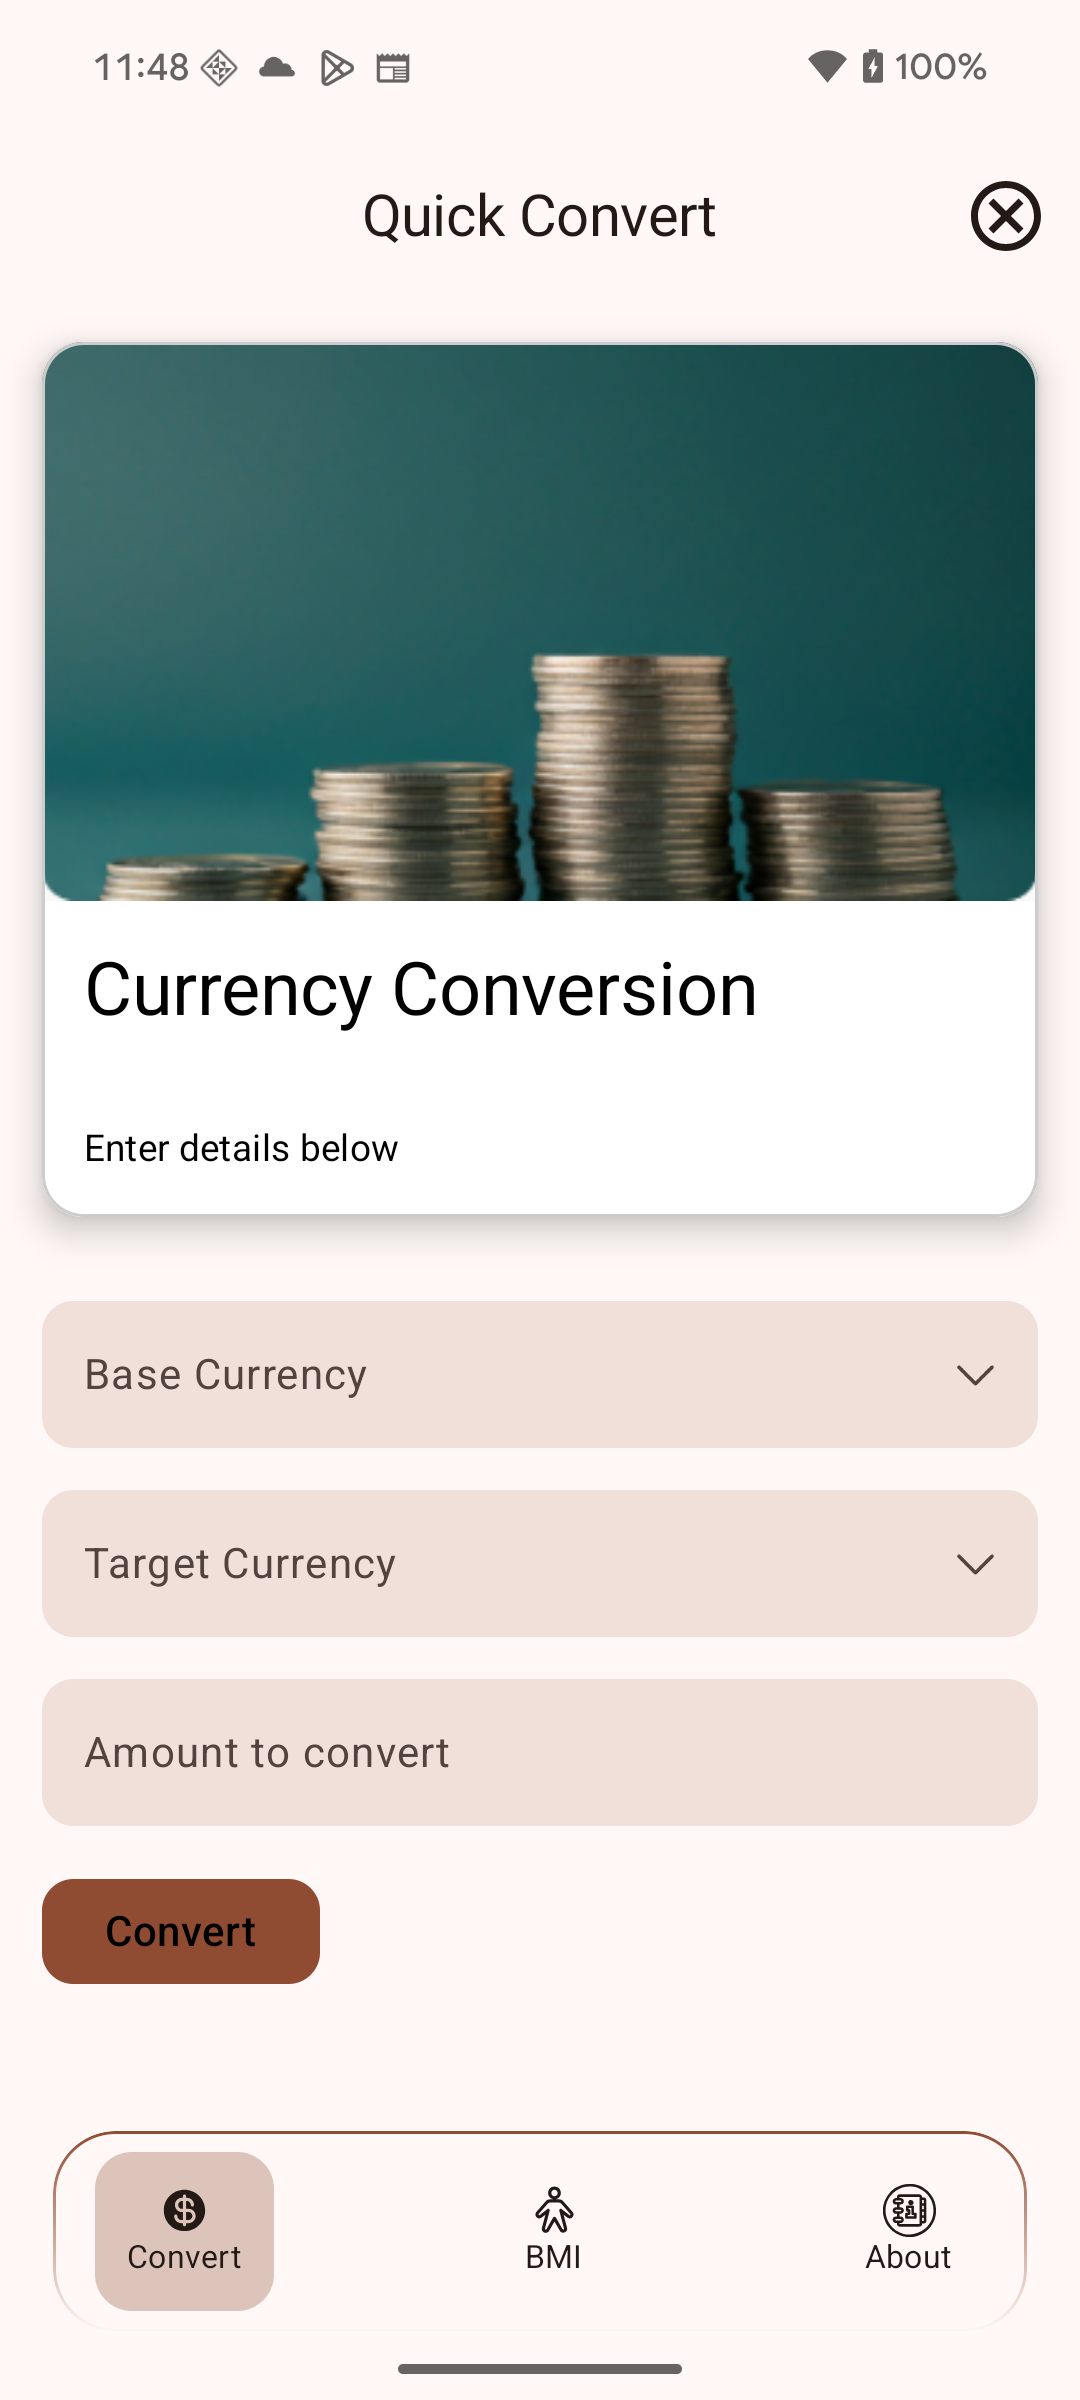 11:48
100%
Quick Convert
Currency Conversion
Enter details below
Base Currency
Target Currency
Amount to convert
Convert
Convert
BMI
About